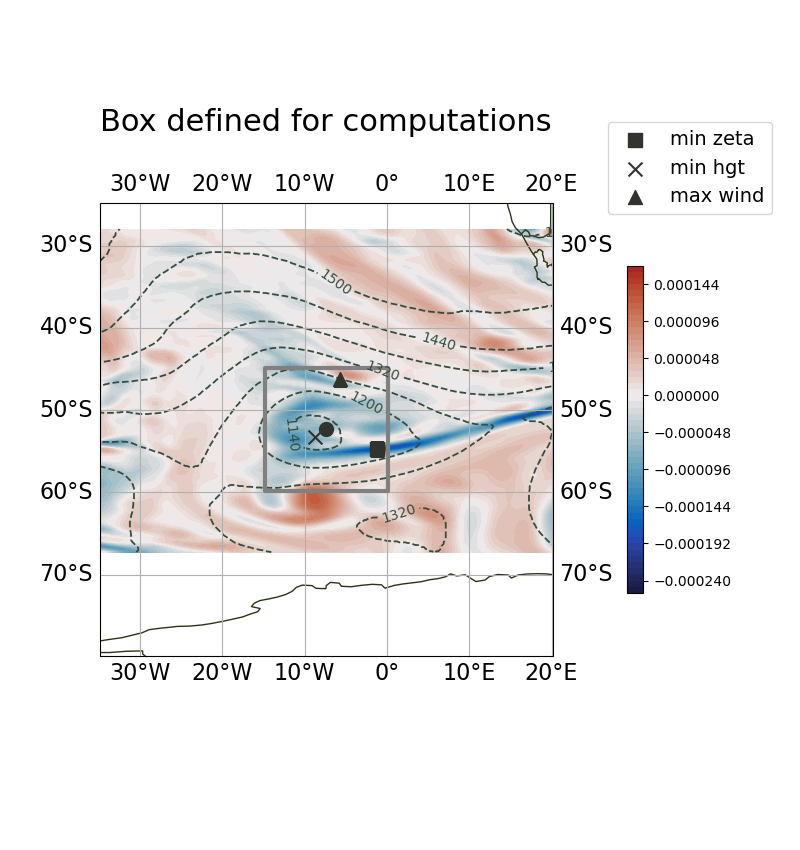 Box defined for computations
min zeta
min hgt
max wind
30°W 20°W 10°W 0° 10°E 20°E
30°S 30°S
40°S 40°S
50°S 50°S
60°S 60°S
70°S 70°S
30°W 20°W 10°W 0° 10°E 20°E
1500
1440
1320
1200
1140
1320
0.000144
0.000096
0.000048
0.000000
−0.000048
−0.000096
−0.000144
−0.000192
−0.000240